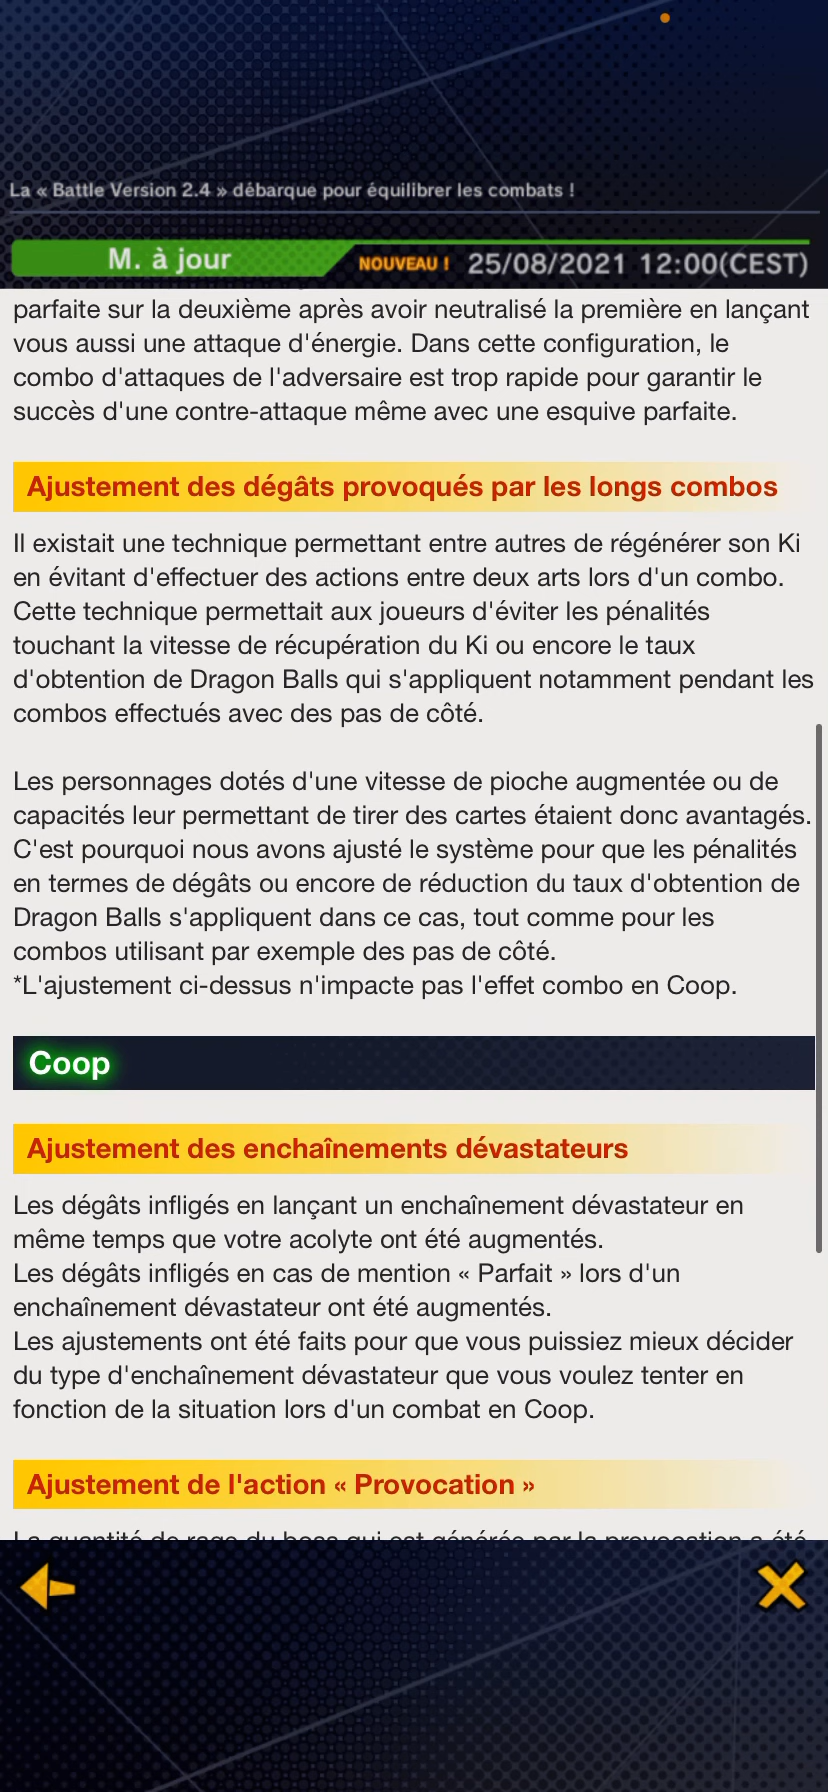 La « Battle Version 2.4 » débarque pour équilibrer les combats !
M. à jour NOUVEAU ! 25/08/2021 12:00(CEST)
parfaite sur la deuxième après avoir neutralisé la première en lançant
vous aussi une attaque d'énergie. Dans cette configuration, le
combo d'attaques de l'adversaire est trop rapide pour garantir le
succès d'une contre-attaque même avec une esquive parfaite.
Ajustement des dégâts provoqués par les longs combos
Il existait une technique permettant entre autres de régénérer son Ki
en évitant d'effectuer des actions entre deux arts lors d'un combo.
Cette technique permettait aux joueurs d'éviter les pénalités
touchant la vitesse de récupération du Ki ou encore le taux
d'obtention de Dragon Balls qui s'appliquent notamment pendant les
combos effectués avec des pas de côté.
Les personnages dotés d'une vitesse de pioche augmentée ou de
capacités leur permettant de tirer des cartes étaient donc avantagés.
C'est pourquoi nous avons ajusté le système pour que les pénalités
en termes de dégâts ou encore de réduction du taux d'obtention de
Dragon Balls s'appliquent dans ce cas, tout comme pour les
combos utilisant par exemple des pas de côté.
*L'ajustement ci-dessus n'impacte pas l'effet combo en Coop.
Coop
Ajustement des enchaînements dévastateurs
Les dégâts infligés en lançant un enchaînement dévastateur en
même temps que votre acolyte ont été augmentés.
Les dégâts infligés en cas de mention « Parfait » lors d'un
enchaînement dévastateur ont été augmentés.
Les ajustements ont été faits pour que vous puissiez mieux décider
du type d'enchaînement dévastateur que vous voulez tenter en
fonction de la situation lors d'un combat en Coop.
Ajustement de l'action « Provocation »
La quantité de rage du boss qui est générée par la provocation a été